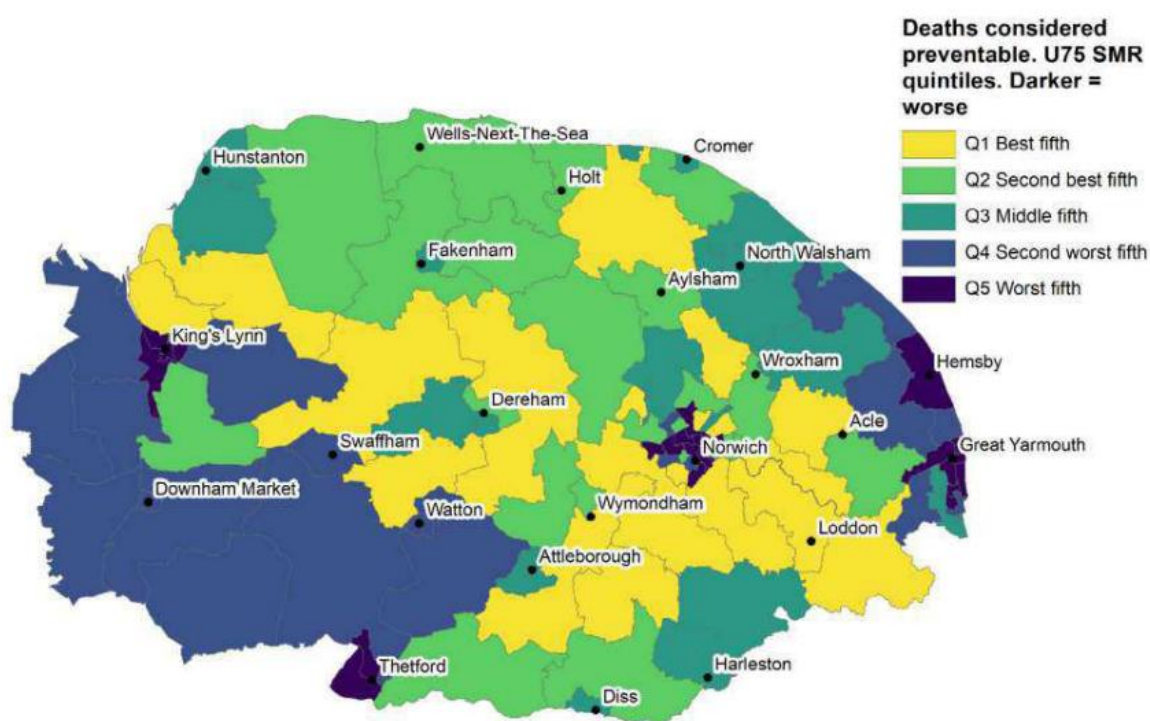 Deaths considered
preventable. U75 SMR
quintiles. Darker =
worse
Q1 Best fifth
Q2 Second best fifth
Q3 Middle fifth
Q4 Second worst fifth
Q5 Worst fifth
Wells-Next-The-Sea
Cromer
Hunstanton
Holt
Fakenham
North Walsham
Aylsham
King's Lynn
Wroxham
Hemsby
Dereham
Acle
Swaffham
Norwich
Great Yarmouth
Downham Market
Watton
Wymondham
Loddon
Attleborough
Thetford
Harleston
Diss